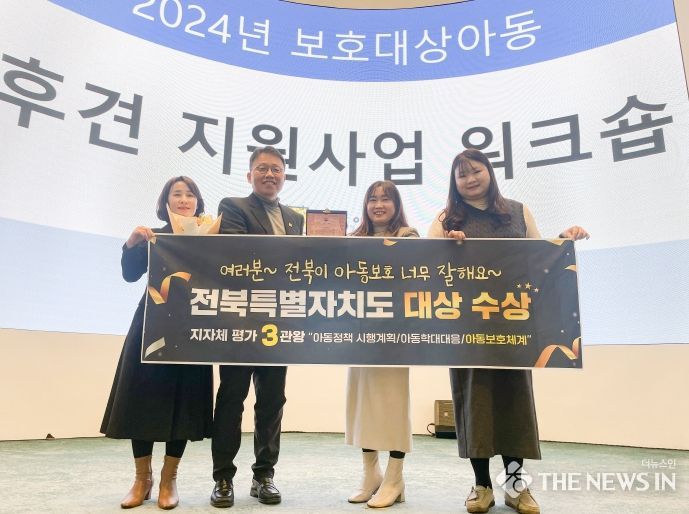 2024년 보호대상아동
후견 지원사업 워크숍
여러분~ 전북이 아동보호 너무 잘해요~
전북특별자치도 대상 수상
지자체 평가 3관왕 "아동정책 시행계획/아동학대대응/아동보호체계"
더뉴스인
THE NEWS IN